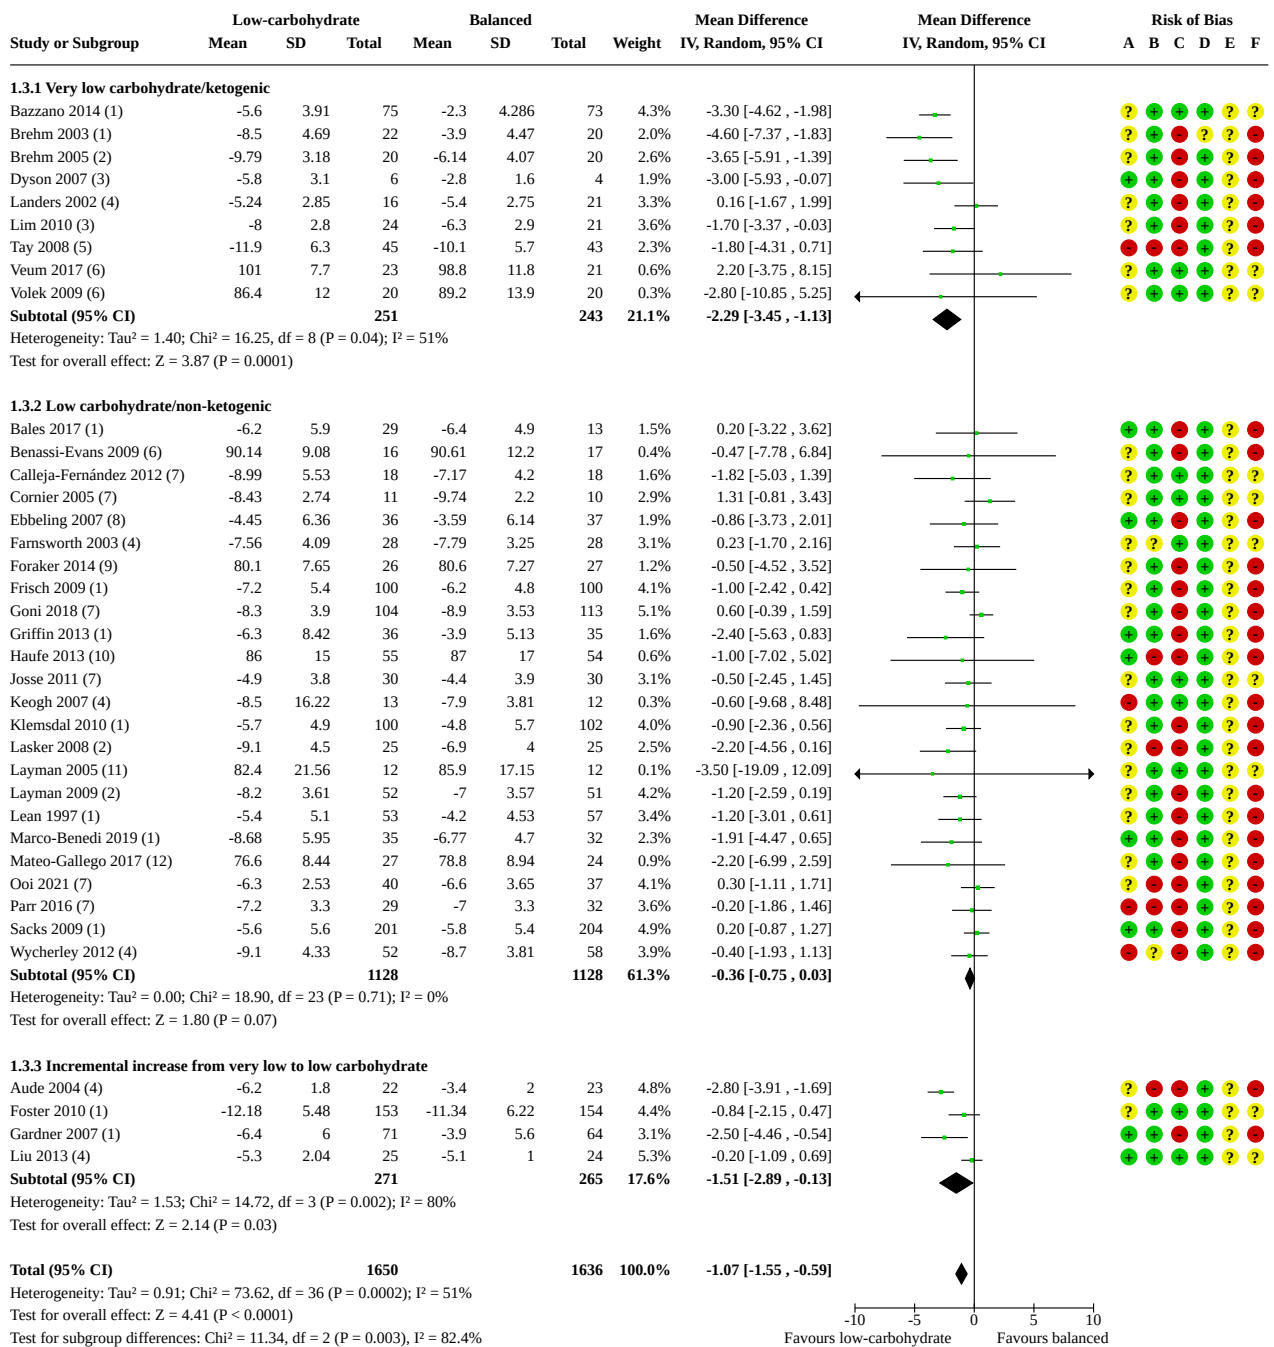 Low-carbohydrate Balanced Mean Difference Mean Difference Risk of Bias
Study or Subgroup Mean SD Total Mean SD Total Weight IV, Random, 95% CI IV, Random, 95% CI A B C D E F
1.3.1 Very low carbohydrate/ketogenic
Bazzano 2014 (1) -5.6 3.91 75 -2.3 4.286 73 4.3% -3.30 [-4.62 , -1.98] ? + + + ? ?
Brehm 2003 (1) -8.5 4.69 22 -3.9 4.47 20 2.0% -4.60 [-7.37 , -1.83] ? + - ? ? -
Brehm 2005 (2) -9.79 3.18 20 -6.14 4.07 20 2.6% -3.65 [-5.91 , -1.39] ? + - + ? -
Dyson 2007 (3) -5.8 3.1 6 -2.8 1.6 4 1.9% -3.00 [-5.93 , -0.07] + + - + ? -
Landers 2002 (4) -5.24 2.85 16 -5.4 2.75 21 3.3% 0.16 [-1.67 , 1.99] ? + - + ? -
Lim 2010 (3) -8 2.8 24 -6.3 2.9 21 3.6% -1.70 [-3.37 , -0.03] ? + - + ? -
Tay 2008 (5) -11.9 6.3 45 -10.1 5.7 43 2.3% -1.80 [-4.31 , 0.71] - - - + ? -
Veum 2017 (6) 101 7.7 23 98.8 11.8 21 0.6% 2.20 [-3.75 , 8.15] ? + + + ? ?
Volek 2009 (6) 86.4 12 20 89.2 13.9 20 0.3% -2.80 [-10.85 , 5.25] ? + + + ? ?
Subtotal (95% CI) 251 243 21.1% -2.29 [-3.45 , -1.13]
Heterogeneity: Tau² = 1.40; Chi² = 16.25, df = 8 (P = 0.04); I² = 51%
Test for overall effect: Z = 3.87 (P = 0.0001)
1.3.2 Low carbohydrate/non-ketogenic
Bales 2017 (1) -6.2 5.9 29 -6.4 4.9 13 1.5% 0.20 [-3.22 , 3.62] + + - + ? -
Benassi-Evans 2009 (6) 90.14 9.08 16 90.61 12.2 17 0.4% -0.47 [-7.78 , 6.84] ? + - + ? -
Calleja-Fernández 2012 (7) -8.99 5.53 18 -7.17 4.2 18 1.6% -1.82 [-5.03 , 1.39] ? + + + ? ?
Cornier 2005 (7) -8.43 2.74 11 -9.74 2.2 10 2.9% 1.31 [-0.81 , 3.43] ? + + + ? ?
Ebbeling 2007 (8) -4.45 6.36 36 -3.59 6.14 37 1.9% -0.86 [-3.73 , 2.01] + + - + ? -
Farnsworth 2003 (4) -7.56 4.09 28 -7.79 3.25 28 3.1% 0.23 [-1.70 , 2.16] ? ? + + ? ?
Foraker 2014 (9) 80.1 7.65 26 80.6 7.27 27 1.2% -0.50 [-4.52 , 3.52] ? + - + ? -
Frisch 2009 (1) -7.2 5.4 100 -6.2 4.8 100 4.1% -1.00 [-2.42 , 0.42] ? + - + ? -
Goni 2018 (7) -8.3 3.9 104 -8.9 3.53 113 5.1% 0.60 [-0.39 , 1.59] ? + - + ? -
Griffin 2013 (1) -6.3 8.42 36 -3.9 5.13 35 1.6% -2.40 [-5.63 , 0.83] + + - + ? -
Haufe 2013 (10) 86 15 55 87 17 54 0.6% -1.00 [-7.02 , 5.02] + - - + ? -
Josse 2011 (7) -4.9 3.8 30 -4.4 3.9 30 3.1% -0.50 [-2.45 , 1.45] ? + + + ? ?
Keogh 2007 (4) -8.5 16.22 13 -7.9 3.81 12 0.3% -0.60 [-9.68 , 8.48] - + + + ? -
Klemsdal 2010 (1) -5.7 4.9 100 -4.8 5.7 102 4.0% -0.90 [-2.36 , 0.56] ? + - + ? -
Lasker 2008 (2) -9.1 4.5 25 -6.9 4 25 2.5% -2.20 [-4.56 , 0.16] ? - - + ? -
Layman 2005 (11) 82.4 21.56 12 85.9 17.15 12 0.1% -3.50 [-19.09 , 12.09] ? + + + ? ?
Layman 2009 (2) -8.2 3.61 52 -7 3.57 51 4.2% -1.20 [-2.59 , 0.19] ? + - + ? -
Lean 1997 (1) -5.4 5.1 53 -4.2 4.53 57 3.4% -1.20 [-3.01 , 0.61] ? + - + ? -
Marco-Benedi 2019 (1) -8.68 5.95 35 -6.77 4.7 32 2.3% -1.91 [-4.47 , 0.65] + + - + ? -
Mateo-Gallego 2017 (12) 76.6 8.44 27 78.8 8.94 24 0.9% -2.20 [-6.99 , 2.59] ? + - + ? -
Ooi 2021 (7) -6.3 2.53 40 -6.6 3.65 37 4.1% 0.30 [-1.11 , 1.71] ? - - + ? -
Parr 2016 (7) -7.2 3.3 29 -7 3.3 32 3.6% -0.20 [-1.86 , 1.46] - - - + ? -
Sacks 2009 (1) -5.6 5.6 201 -5.8 5.4 204 4.9% 0.20 [-0.87 , 1.27] + + - + ? -
Wycherley 2012 (4) -9.1 4.33 52 -8.7 3.81 58 3.9% -0.40 [-1.93 , 1.13] - ? - + ? -
Subtotal (95% CI) 1128 1128 61.3% -0.36 [-0.75 , 0.03]
Heterogeneity: Tau² = 0.00; Chi² = 18.90, df = 23 (P = 0.71); I² = 0%
Test for overall effect: Z = 1.80 (P = 0.07)
1.3.3 Incremental increase from very low to low carbohydrate
Aude 2004 (4) -6.2 1.8 22 -3.4 2 23 4.8% -2.80 [-3.91 , -1.69] ? - - + ? -
Foster 2010 (1) -12.18 5.48 153 -11.34 6.22 154 4.4% -0.84 [-2.15 , 0.47] ? + + + ? ?
Gardner 2007 (1) -6.4 6 71 -3.9 5.6 64 3.1% -2.50 [-4.46 , -0.54] + + - + ? -
Liu 2013 (4) -5.3 2.04 25 -5.1 1 24 5.3% -0.20 [-1.09 , 0.69] + + + + ? ?
Subtotal (95% CI) 271 265 17.6% -1.51 [-2.89 , -0.13]
Heterogeneity: Tau² = 1.53; Chi² = 14.72, df = 3 (P = 0.002); I² = 80%
Test for overall effect: Z = 2.14 (P = 0.03)
Total (95% CI) 1650 1636 100.0% -1.07 [-1.55 , -0.59]
Heterogeneity: Tau² = 0.91; Chi² = 73.62, df = 36 (P = 0.0002); I² = 51%
Test for overall effect: Z = 4.41 (P < 0.0001)
-10 -5 0 5 10
Test for subgroup differences: Chi² = 11.34, df = 2 (P = 0.003), I² = 82.4% Favours low-carbohydrate Favours balanced